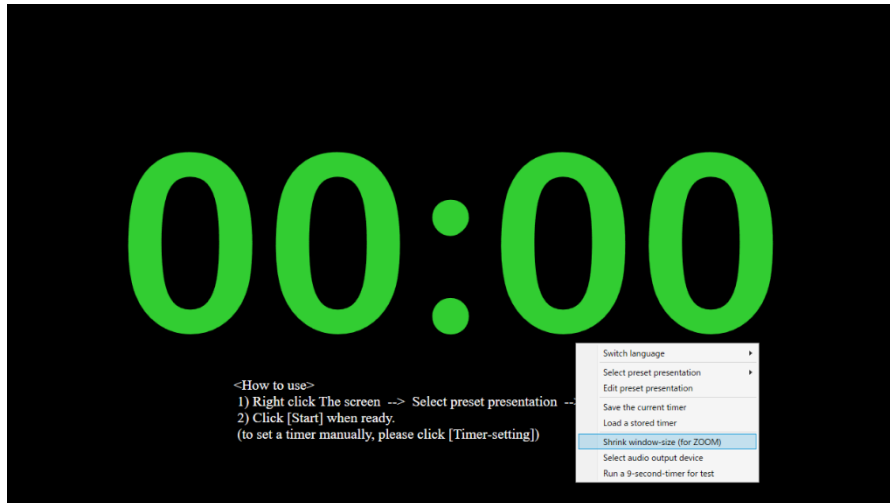 00:00
<How to use>
1) Right click The screen --> Select preset presentation --
2) Click [Start] when ready.
(to set a timer manually, please click [Timer-setting])
Switch language
Select preset presentation
Edit preset presentation
Save the current timer
Load a stored timer
Shrink window-size (for ZOOM)
Select audio output device
Run a 9-second-timer for test